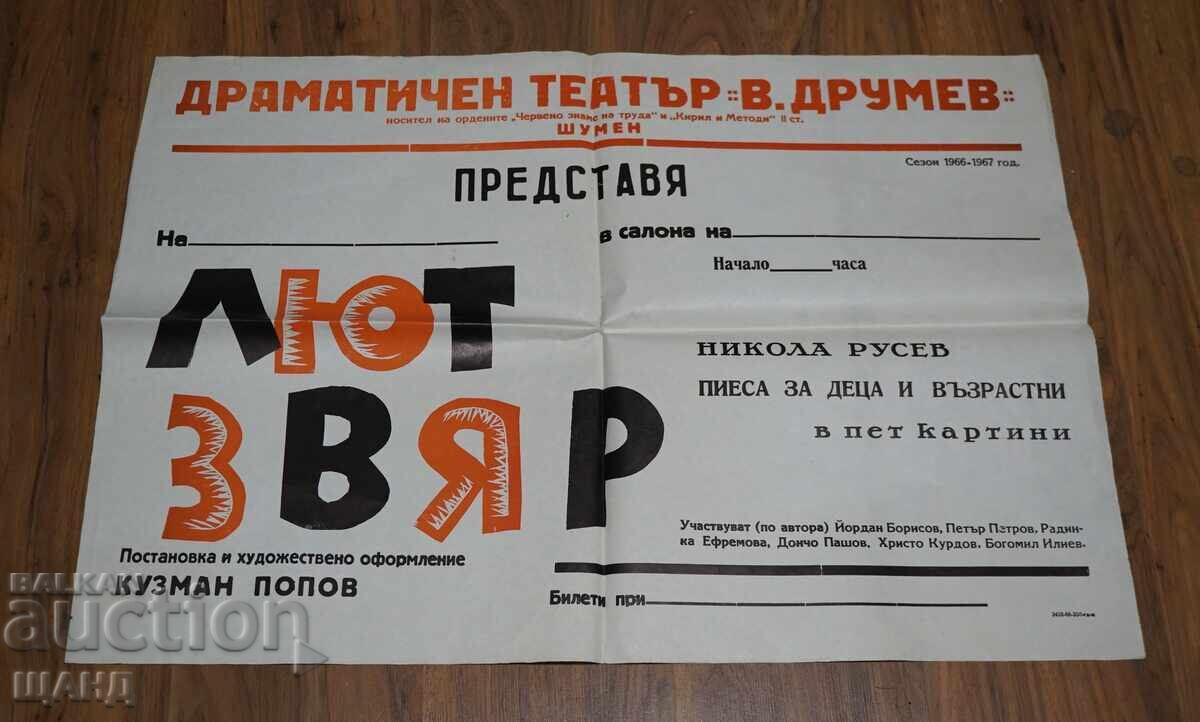 ДРАМАТИЧЕН ТЕАТЪР "В. ДРУМЕВ"
носител на ордените „Червено знаме на труда" и „Кирил и Методи" II ст.
ШУМЕН
Сезон 1966-1967 год.
ПРЕДСТАВЯ
На в салона на
Начало часа
ЛЮТ
ЗВЯР
НИКОЛА РУСЕВ
ПИЕСА ЗА ДЕЦА И ВЪЗРАСТНИ
в пет картини
Участвуват (по автора) Йордан Борисов, Петър Петров, Радин-
ка Ефремова, Дончо Пашов, Христо Курдов, Богомил Илиев.
Постановка и художествено оформление
КУЗМАН ПОПОВ
Билети при
BALKAN
auction
ЩАНД